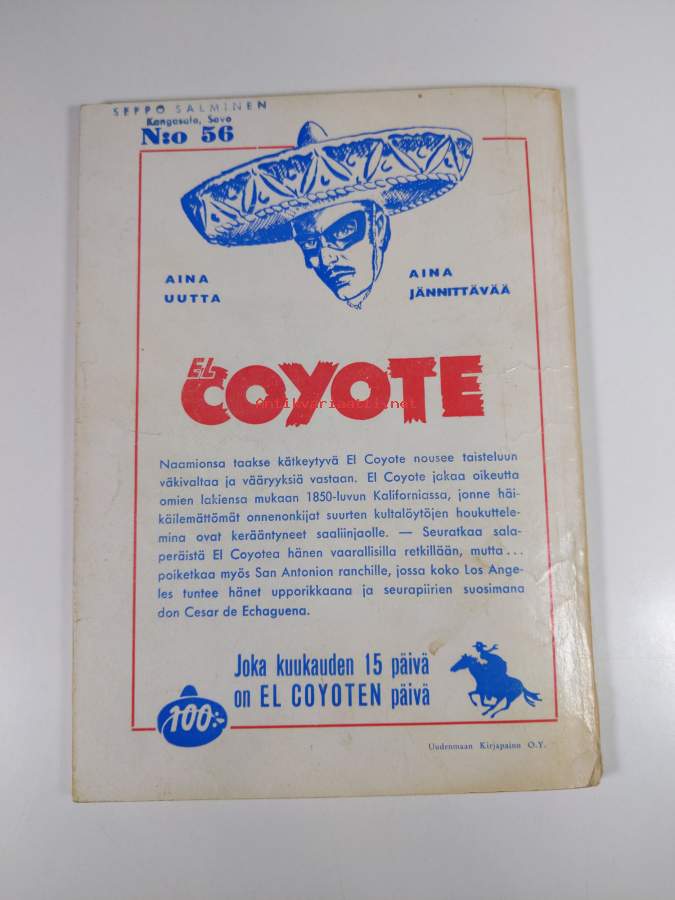 SEPPO SALMINEN
Kangasala, Savo
N:o 56
AINA
UUTTA
AINA
JÄNNITTÄVÄÄ
EL
COYOTE
Antikvariaatti.net
Naamionsa taakse kätkeytyvä El Coyote nousee taisteluun
väkivaltaa ja vääryyksiä vastaan. El Coyote jakaa oikeutta
omien lakiensa mukaan 1850-luvun Kaliforniassa, jonne häi-
käilemättömät onnenonkijat suurten kultalöytöjen houkuttele-
mina ovat kerääntyneet saaliinjaolle. — Seuratkaa sala-
peräistä El Coyotea hänen vaarallisilla retkillään, mutta...
poiketkaa myös San Antonion ranchille, jossa koko Los Ange-
les tuntee hänet upporikkaana ja seurapiirien suosimana
don Cesar de Echaguena.
Joka kuukauden 15 päivä
on EL COYOTEN päivä
100:-
Uudenmaan Kirjapaino O.Y.